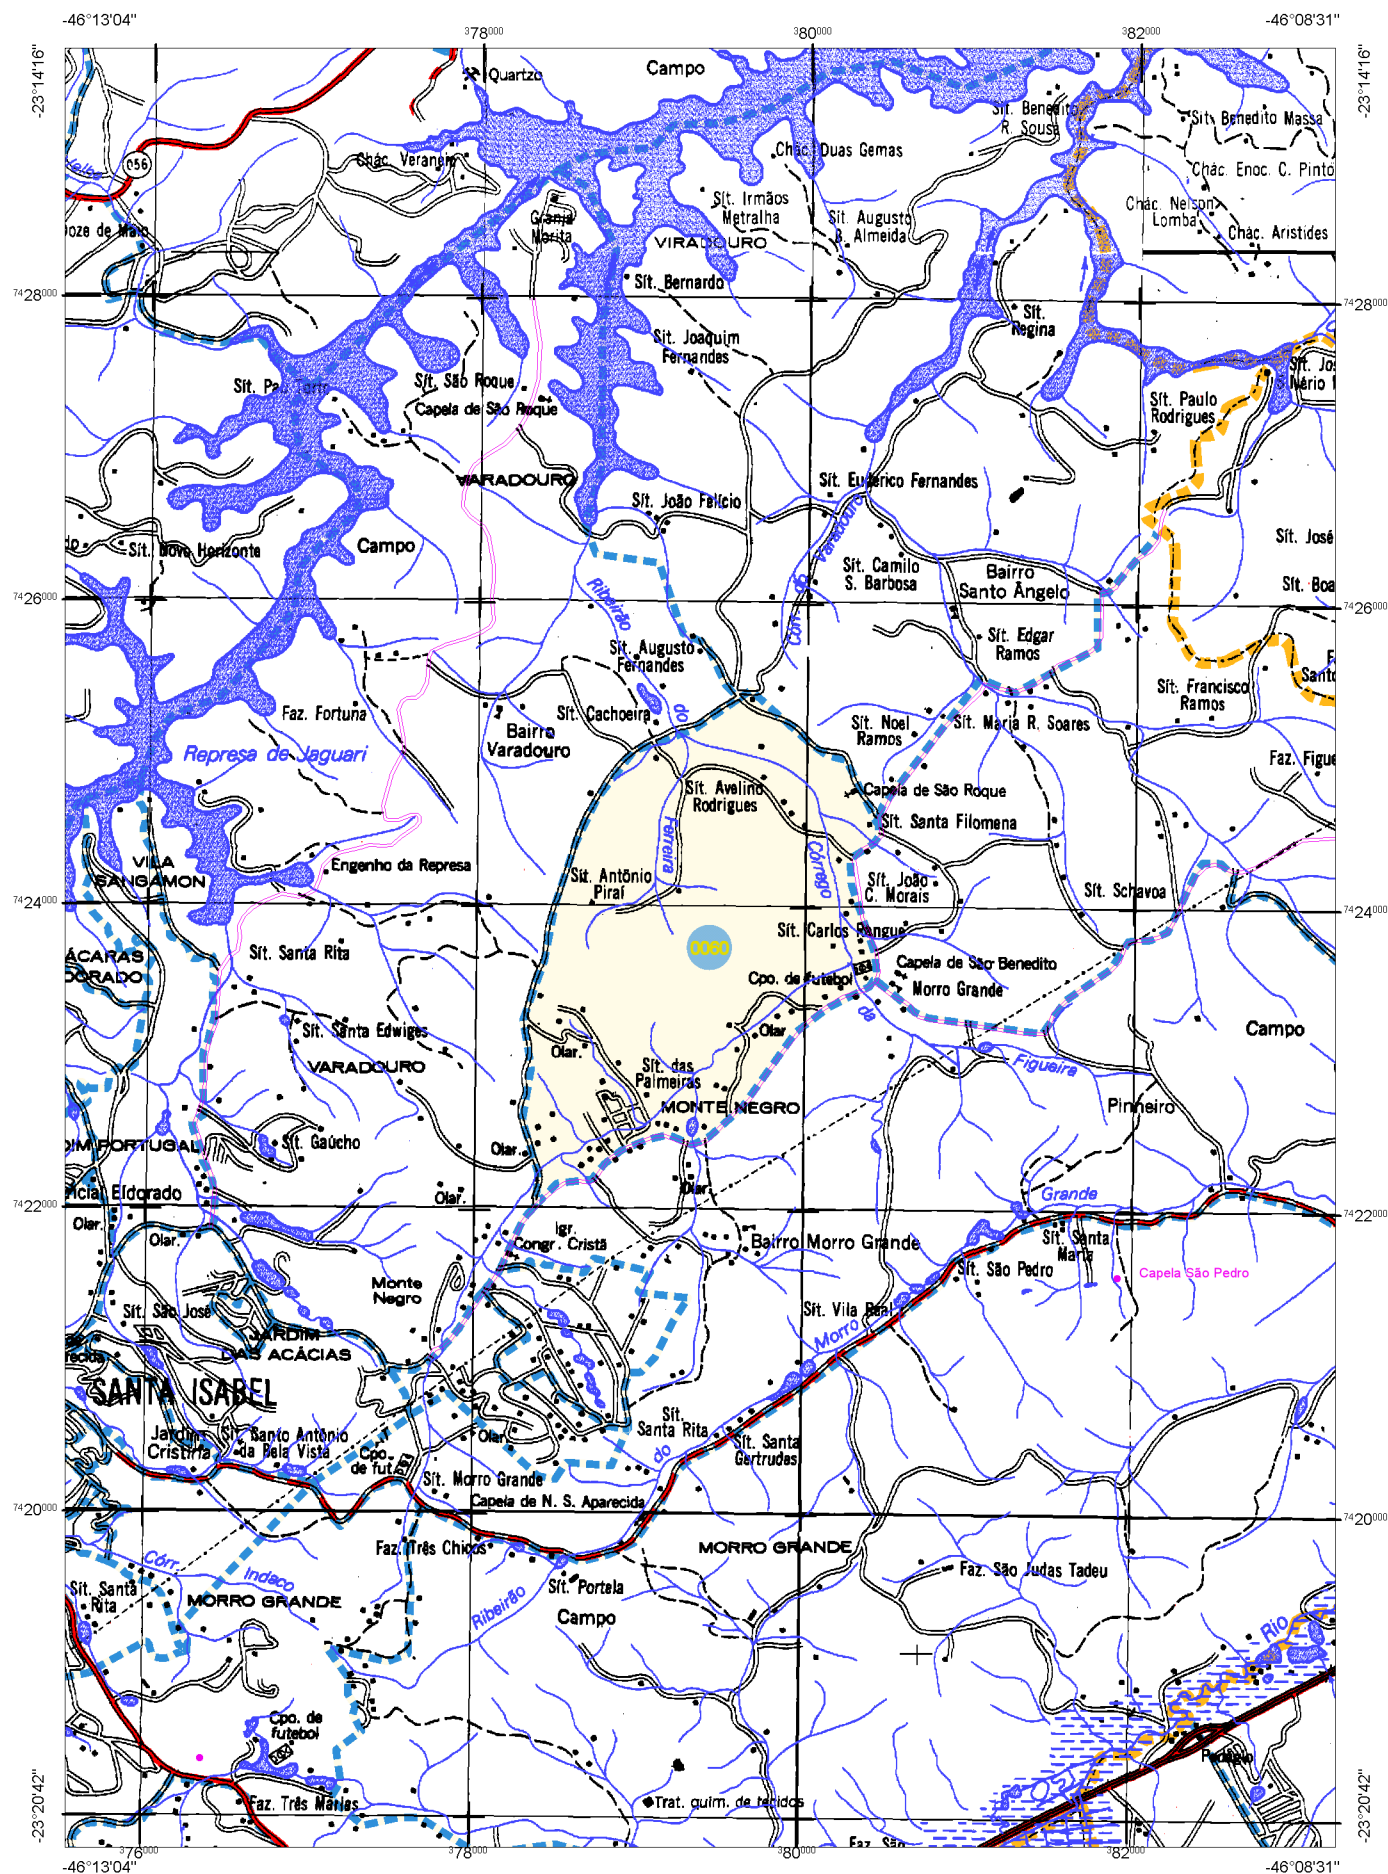 -46°13'04"
378000
380000
382000
-46°08'31"
-23°14'16"
-23°14'16"
Quartzo
Campo
Sít. Benedito
R. Sousa
Sít. Benedito Massa
056
Chác. Veraneio
Chác. Duas Gemas
Chác. Enoc. C. Pinto
Sít. Irmãos
Metralha
Chác. Nelson
Lomba
Granja
Marita
Sít. Augusto
B. Almeida
Chác. Aristides
VIRADOURO
Sít. Bernardo
7428000
7428000
Sít.
Regina
Sít. Joaquim
Fernandes
Sít. São Roque
Capela de São Roque
Sít. Paulo
Rodrigues
VARADOURO
Sít. Eurérico Fernandes
Sít. João Felício
Varadouro
do
Sít. Novo Horizonte
Campo
Sít. José
Sít. Camilo
S. Barbosa
Bairro
Santo Ângelo
Sít. Boa
Ribeirão
7426000
7426000
Sít. Edgar
Ramos
Sít. Augusto
Fernandes
Sít. Francisco
Ramos
Faz. Fortuna
Sít. Cachoeira
do
Sít. Noel
Ramos
Sít. Maria R. Soares
Bairro
Varadouro
Represa de Jaguari
Faz. Figue
Sít. Avelino
Rodrigues
Capela de São Roque
Sít. Santa Filomena
Ferreira
Córrego
VILA
SANGAMON
Engenho da Represa
Sít. Antônio
Piraí
Sít. João
C. Morais
Sít. Schavoa
7424000
7424000
Sít. Carlos Rangue
0060
Sít. Santa Rita
Capela de São Benedito
Cpo. de futebol
Morro Grande
da
Sít. Santa Edwiges
Olar.
Olar.
Campo
VARADOURO
Sít. das
Palmeiras
Figueira
MONTE NEGRO
Pinheiro
Sít. Gaúcho
Olar.
Olar.
Olar.
Grande
7422000
7422000
Olar.
Olar.
Igr.
Congr. Cristã
Bairro Morro Grande
Sít. Santa
Maria
Sít. São Pedro
Capela São Pedro
Monte
Negro
Sít. São José
Sít. Vila Real
Morro
JARDIM
DAS ACÁCIAS
SANTA ISABEL
Sít.
Santa Rita
Jardim
Cristina
Sít. Santo Antônio
da Bela Vista
Olar.
do
Sít. Santa
Gertrudes
Cpo.
de fut.
Sít. Morro Grande
Capela de N. S. Aparecida
7420000
7420000
Faz. Três Chicos
MORRO GRANDE
Córr.
Indaco
Faz. São Judas Tadeu
Sít. Santa
Rita
MORRO GRANDE
Sít. Portela
Ribeirão
Campo
Rio
Cpo. de
futebol
Pedágio
Faz. Três Marias
Trat. quim. de tecidos
Faz. São
-23°20'42"
-23°20'42"
376000
378000
380000
382000
-46°13'04"
-46°08'31"